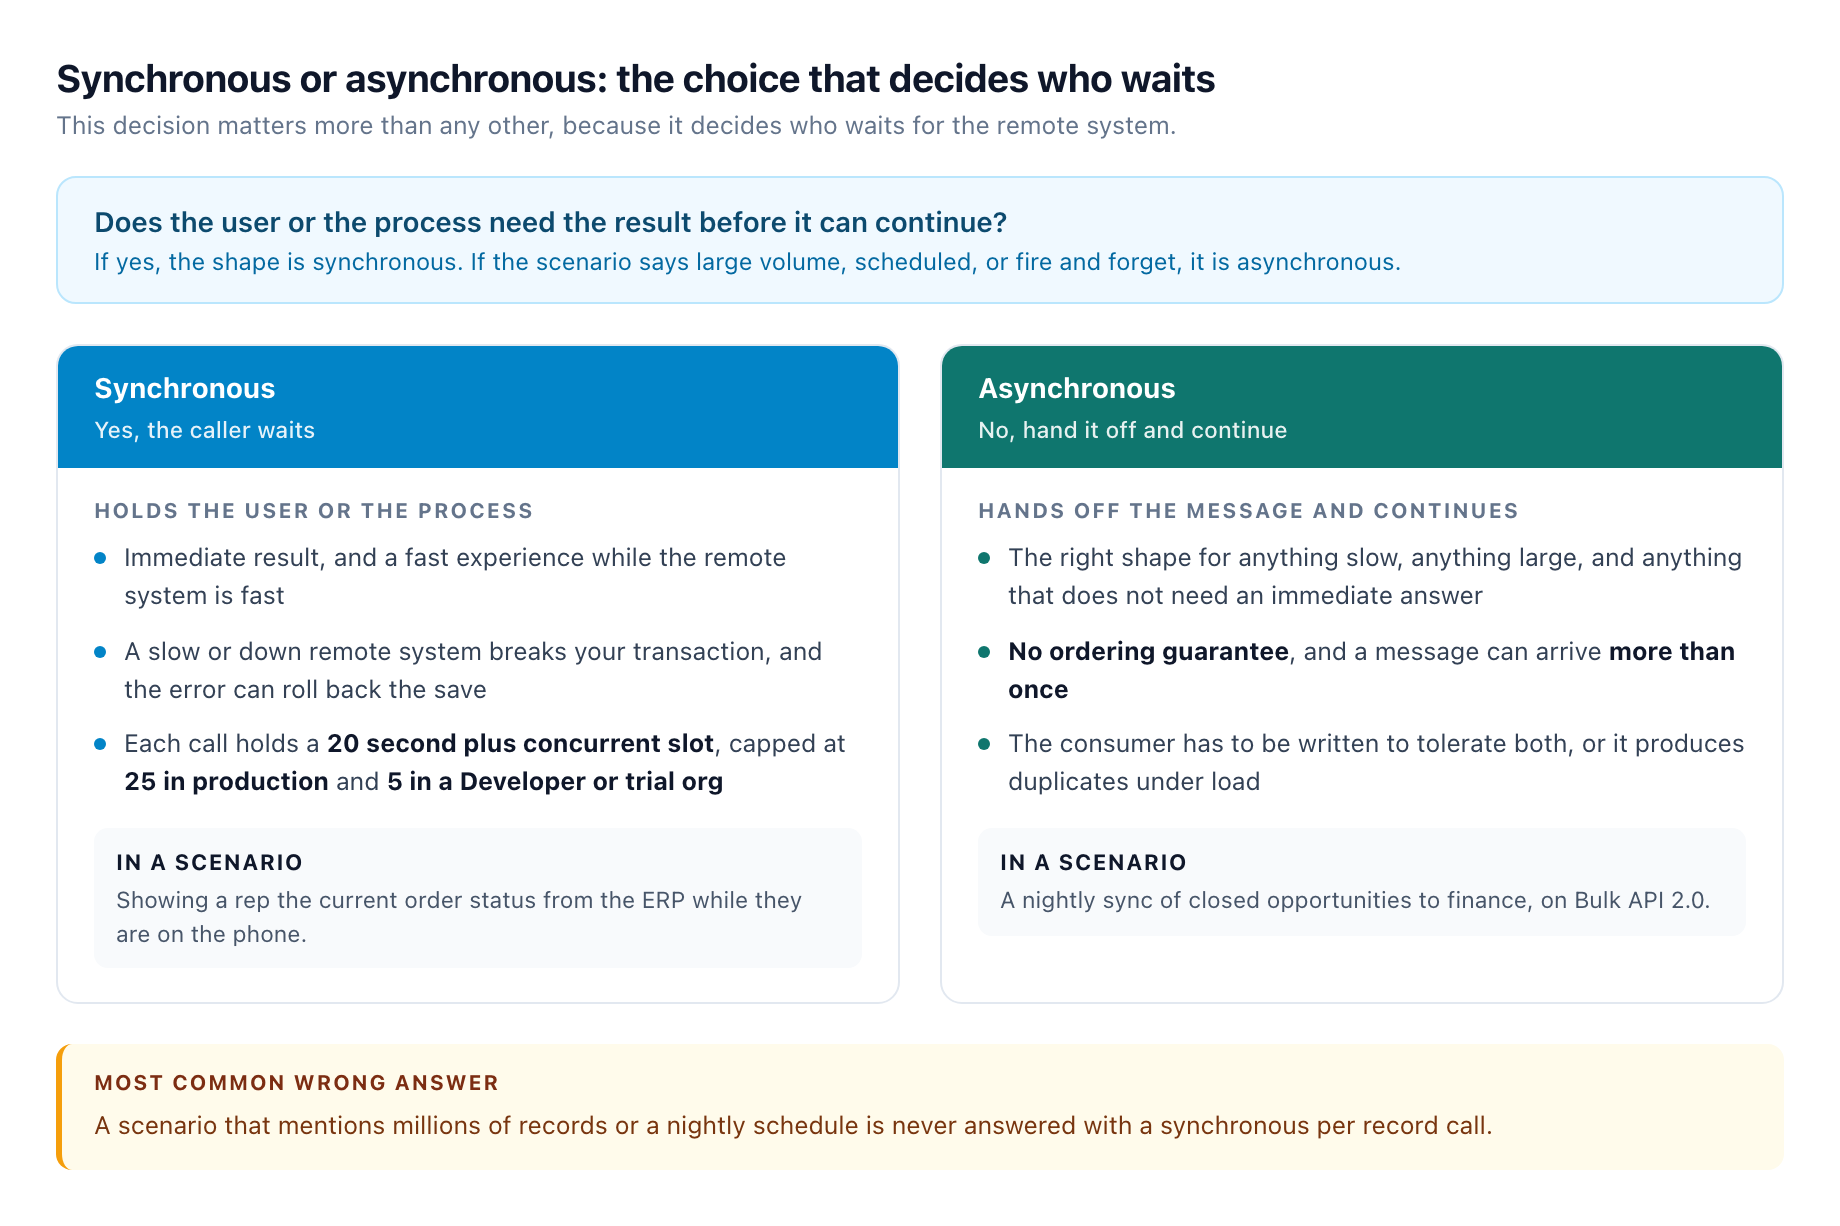 Synchronous or asynchronous: the choice that decides who waits
This decision matters more than any other, because it decides who waits for the remote system.
Does the user or the process need the result before it can continue?
If yes, the shape is synchronous. If the scenario says large volume, scheduled, or fire and forget, it is asynchronous.
Synchronous
Yes, the caller waits
HOLDS THE USER OR THE PROCESS
Immediate result, and a fast experience while the remote
system is fast
A slow or down remote system breaks your transaction, and
the error can roll back the save
Each call holds a 20 second plus concurrent slot, capped at
25 in production and 5 in a Developer or trial org
IN A SCENARIO
Showing a rep the current order status from the ERP while they
are on the phone.
Asynchronous
No, hand it off and continue
HANDS OFF THE MESSAGE AND CONTINUES
The right shape for anything slow, anything large, and anything
that does not need an immediate answer
No ordering guarantee, and a message can arrive more than
once
The consumer has to be written to tolerate both, or it produces
duplicates under load
IN A SCENARIO
A nightly sync of closed opportunities to finance, on Bulk API 2.0.
MOST COMMON WRONG ANSWER
A scenario that mentions millions of records or a nightly schedule is never answered with a synchronous per record call.